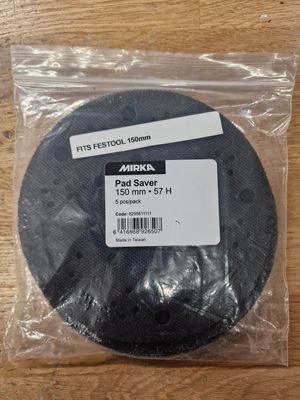 FITS FESTOOL 150mm
MIRKA
Pad Saver
150 mm • 57 H
5 pcs/pack
Code: 8295611111
6 416868 926507
Made in Taiwan